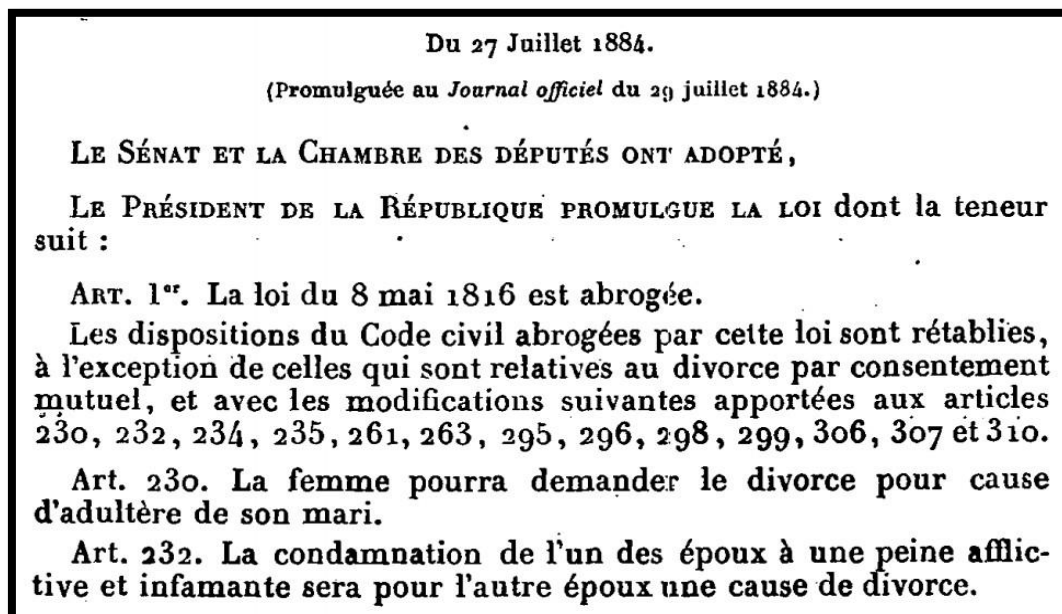 Du 27 Juillet 1884.
(Promulguée au Journal officiel du 29 juillet 1884.)
LE SÉNAT ET LA CHAMBRE DES DÉPUTÉS ONT ADOPTÉ,
LE PRÉSIDENT DE LA RÉPUBLIQUE PROMULGUE LA LOI dont la teneur
suit :
ART. 1er. La loi du 8 mai 1816 est abrogée.
Les dispositions du Code civil abrogées par cette loi sont rétablies,
à l'exception de celles qui sont relatives au divorce par consentement
mutuel, et avec les modifications suivantes apportées aux articles
230, 232, 234, 235, 261, 263, 295, 296, 298, 299, 306, 307 et 310.
Art. 230. La femme pourra demander le divorce pour cause
d'adultère de son mari.
Art. 232. La condamnation de l'un des époux à une peine afflic-
tive et infamante sera pour l'autre époux une cause de divorce.